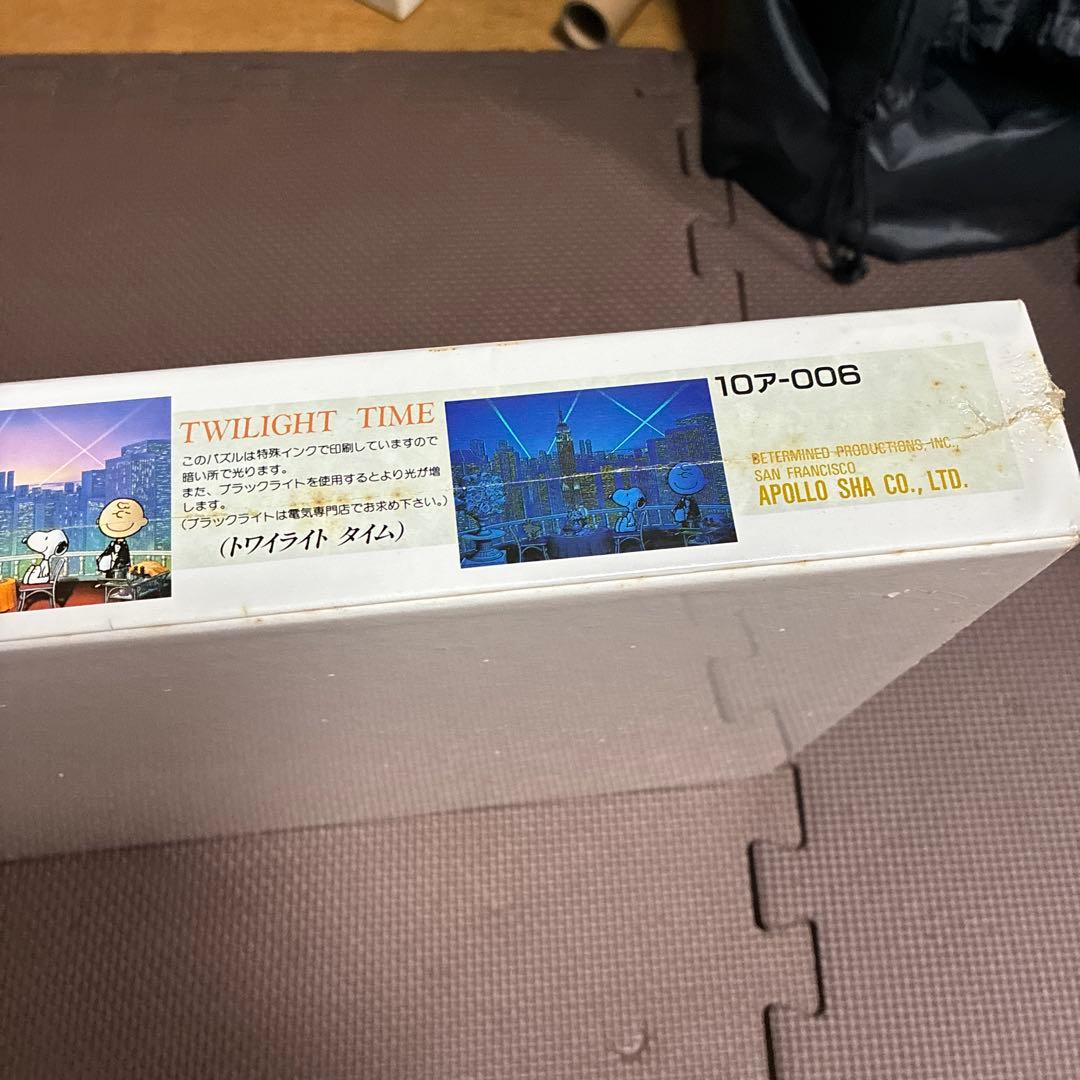 TWILIGHT TIME
このパズルは特殊インクで印刷していますので
暗い所で光ります。
また、ブラックライトを使用するとより光が増
します。
(ブラックライトは電気専門店でお求め下さい。)
(トワイライト タイム)
10ア-006
BETERMINED PRODUCTIONS, INC.,
SAN FRANCISCO
APOLLO SHA CO., LTD.